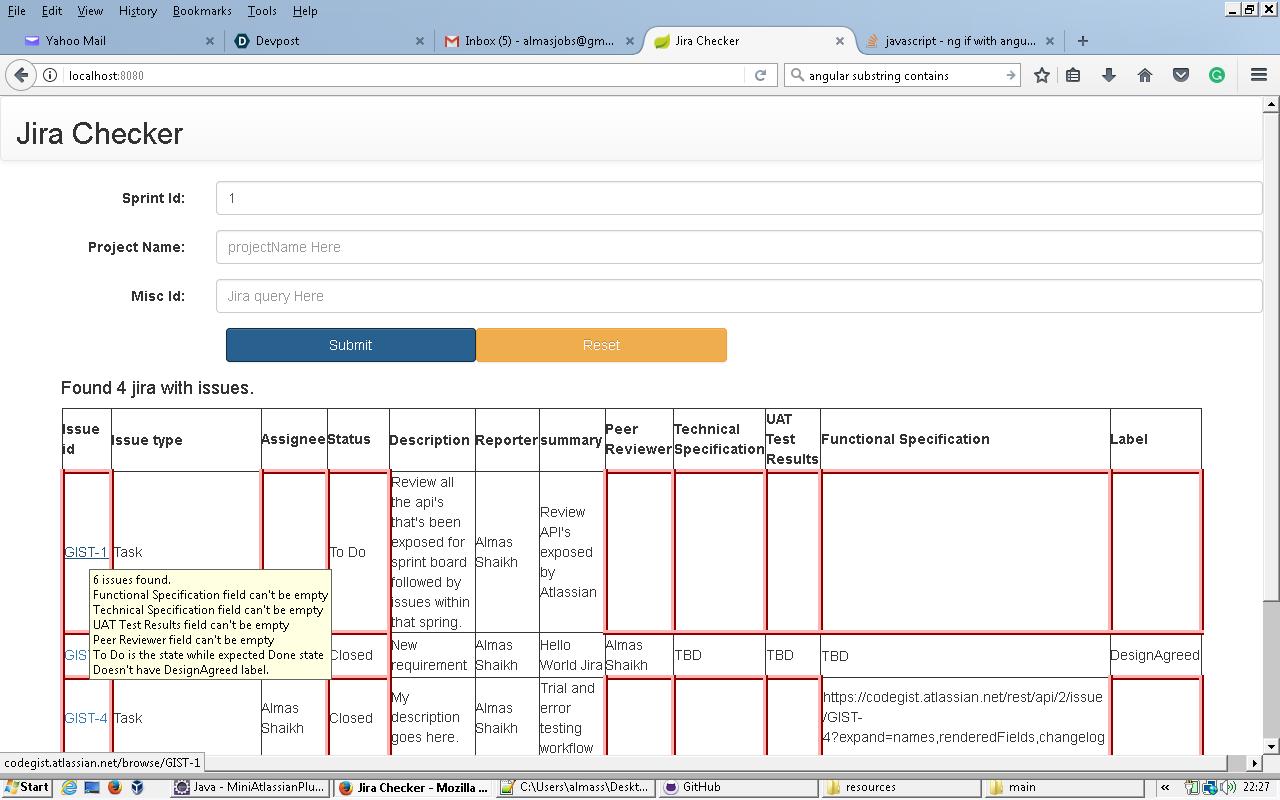 File Edit View History Bookmarks Tools Help
Yahoo Mail
Devpost
Inbox (5) - almasjobs@gm...
Jira Checker
javascript - ng if with angu...
localhost:8080
angular substring contains
Jira Checker
Sprint Id: 1
Project Name: projectName Here
Misc Id: Jira query Here
Submit Reset
Found 4 jira with issues.
Issue id
Issue type
Assignee
Status
Description
Reporter
summary
Peer Reviewer
Technical Specification
UAT Test Results
Functional Specification
Label
GIST-1
Task
To Do
Review all
the api's
that's been
exposed for
sprint board
followed by
issues within
that spring.
Almas
Shaikh
Review
API's
exposed
by
Atlassian
6 issues found.
Functional Specification field can't be empty
Technical Specification field can't be empty
UAT Test Results field can't be empty
Peer Reviewer field can't be empty
To Do is the state while expected Done state
Doesn't have DesignAgreed label.
GIS
Closed
New
requirement
Almas
Shaikh
Hello
World Jira
Almas
Shaikh
TBD
TBD
TBD
DesignAgreed
GIST-4
Task
Almas
Shaikh
Closed
My
description
goes here.
Almas
Shaikh
Trial and
error
testing
workflow
https://codegist.atlassian.net/rest/api/2/issue
/GIST-
4?expand=names,renderedFields,changelog
codegist.atlassian.net/browse/GIST-1
Start
Java - MiniAtlassianPlu...
Jira Checker - Mozilla ...
C:\Users\almass\Deskt...
GitHub
resources
main
«
22:27